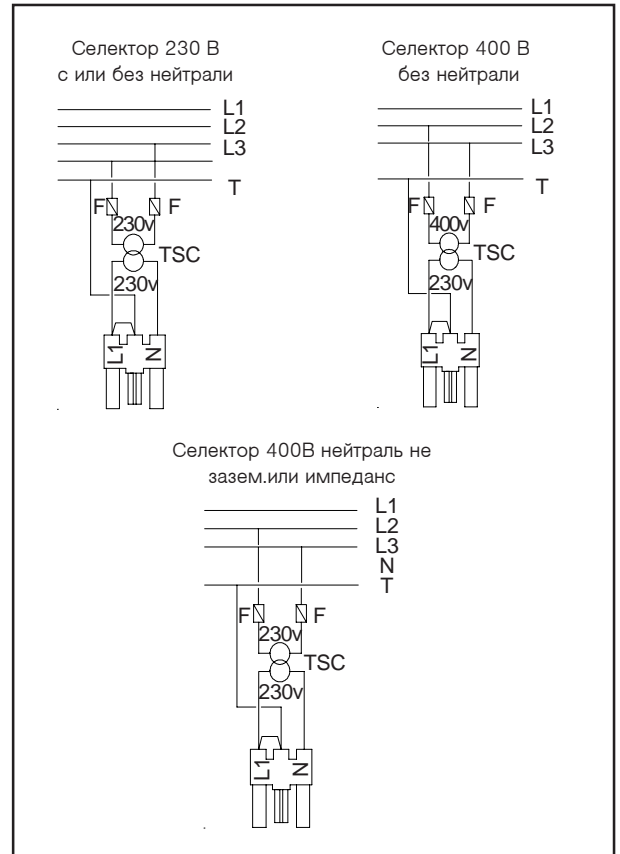 Селектор 230 В
с или без нейтрали
L1
L2
L3
T
F
F
230v
TSC
230v
L1
N
Селектор 400 В
без нейтрали
L1
L2
L3
T
F
F
400v
TSC
230v
L1
N
Селектор 400В нейтраль не
зазем.или импеданс
L1
L2
L3
N
T
F
F
230v
TSC
230v
L1
N